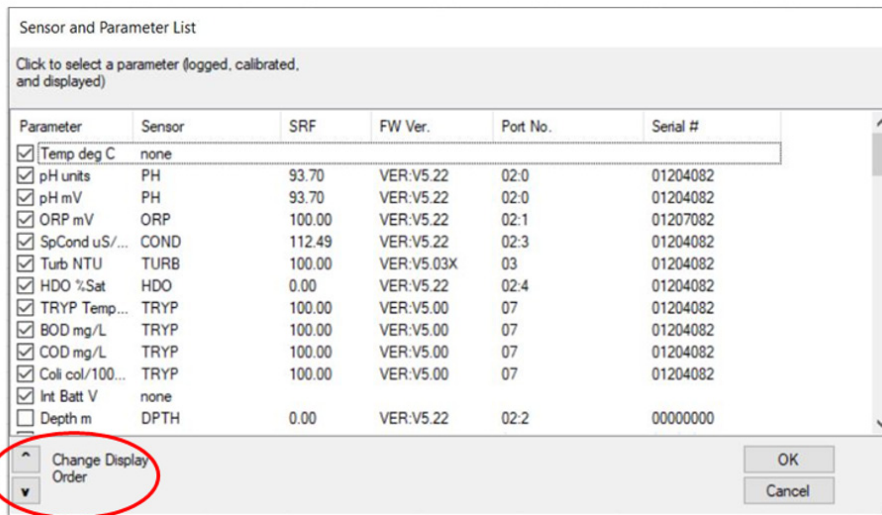 Sensor and Parameter List
Click to select a parameter (logged, calibrated,
and displayed)
Parameter Sensor SRF FW Ver. Port No. Serial #
Temp deg C none
pH units PH 93.70 VER:V5.22 02:0 01204082
pH mV PH 93.70 VER:V5.22 02:0 01204082
ORP mV ORP 100.00 VER:V5.22 02:1 01207082
SpCond uS/... COND 112.49 VER:V5.22 02:3 01204082
Turb NTU TURB 100.00 VER:V5.03X 03 01204082
HDO %Sat HDO 0.00 VER:V5.22 02:4 01204082
TRYP Temp... TRYP 100.00 VER:V5.00 07 01204082
BOD mg/L TRYP 100.00 VER:V5.00 07 01204082
COD mg/L TRYP 100.00 VER:V5.00 07 01204082
Coli col/100... TRYP 100.00 VER:V5.00 07 01204082
Int Batt V none
Depth m DPTH 0.00 VER:V5.22 02:2 00000000
Change Display
Order
OK
Cancel